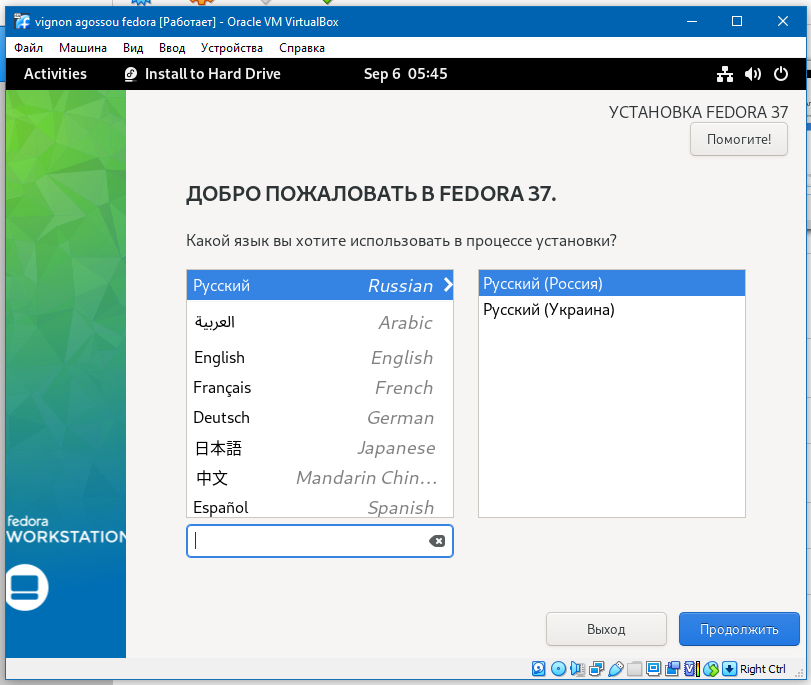 vignon agossou fedora [Работает] - Oracle VM VirtualBox
Файл Машина Вид Ввод Устройства Справка
Activities Install to Hard Drive Sep 6 05:45
УСТАНОВКА FEDORA 37
Помогите!
ДОБРО ПОЖАЛОВАТЬ В FEDORA 37.
Какой язык вы хотите использовать в процессе установки?
Русский Russian
العربية Arabic
English English
Français French
Deutsch German
日本語 Japanese
中文 Mandarin Chin...
Español Spanish
Русский (Россия)
Русский (Украина)
fedora
WORKSTATION
Выход Продолжить
Right Ctrl